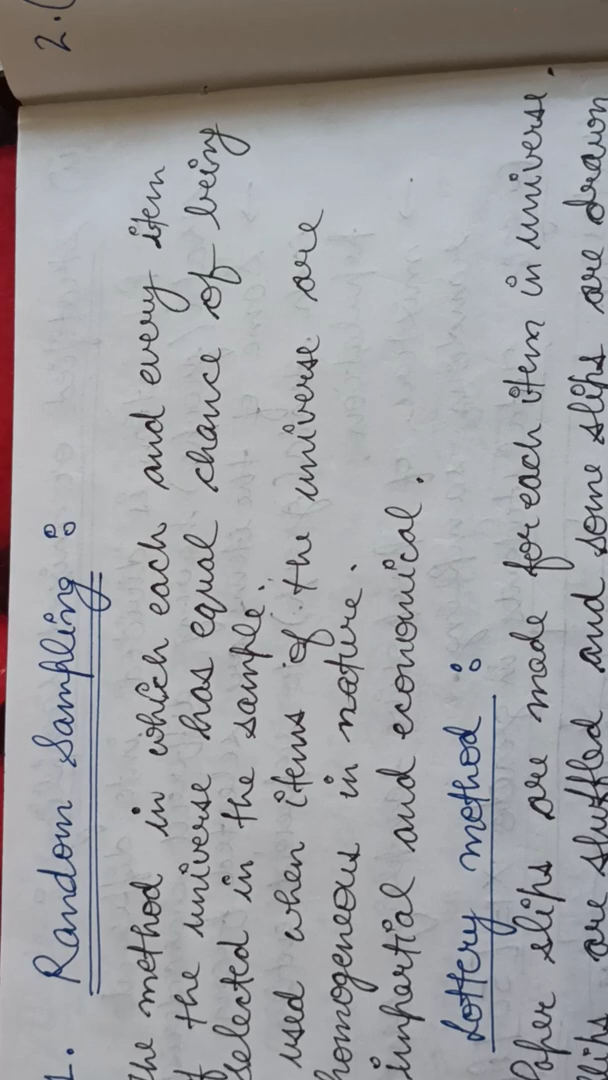 2.(
1. Random Sampling :
The method in which each and every item
of the universe has equal chance of being
selected in the sample.
used when items of the universe are
homogeneous in nature.
impartial and economical.
Lottery method :
Paper slips are made for each item in universe.
slips are shuffled and some slips are drawn